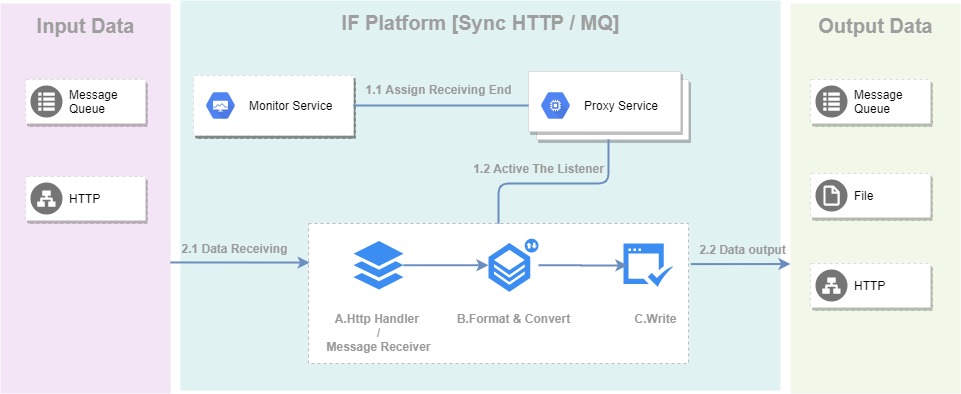 Input Data
Message
Queue
HTTP
IF Platform [Sync HTTP / MQ]
Monitor Service
1.1 Assign Receiving End
Proxy Service
1.2 Active The Listener
2.1 Data Receiving
A.Http Handler
/
Message Receiver
B.Format & Convert
C.Write
2.2 Data output
Output Data
Message
Queue
File
HTTP